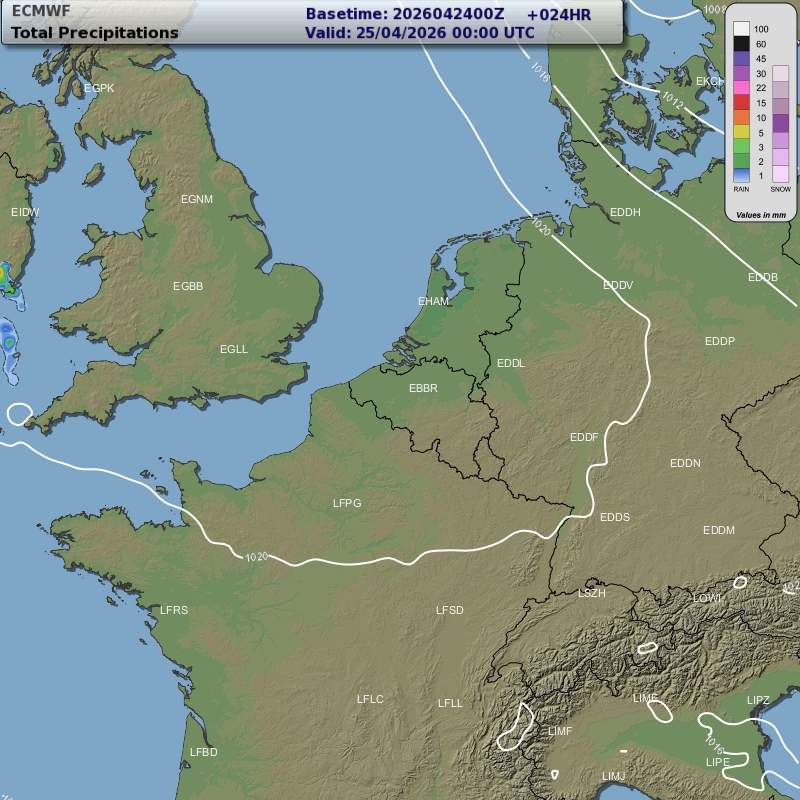 ECMWF
Basetime: 2026042400Z +024HR
Total Precipitations
Valid: 25/04/2026 00:00 UTC
1008
100
60
45
30
22
15
10
5
3
2
1
RAIN
SNOW
Values in mm
1016
1012
EGPK
EKCH
EGNM
EIDW
EDDH
1020
EGBB
EDDV
EDDB
EHAM
EGLL
EDDP
EDDL
EBBR
EDDF
EDDN
LFPG
EDDS
EDDM
1020
LSZH
LOWI
LFRS
LFSD
LFLC
LFLL
LIME
LIPZ
LIMF
1016
LFBD
LIPE
LIMJ